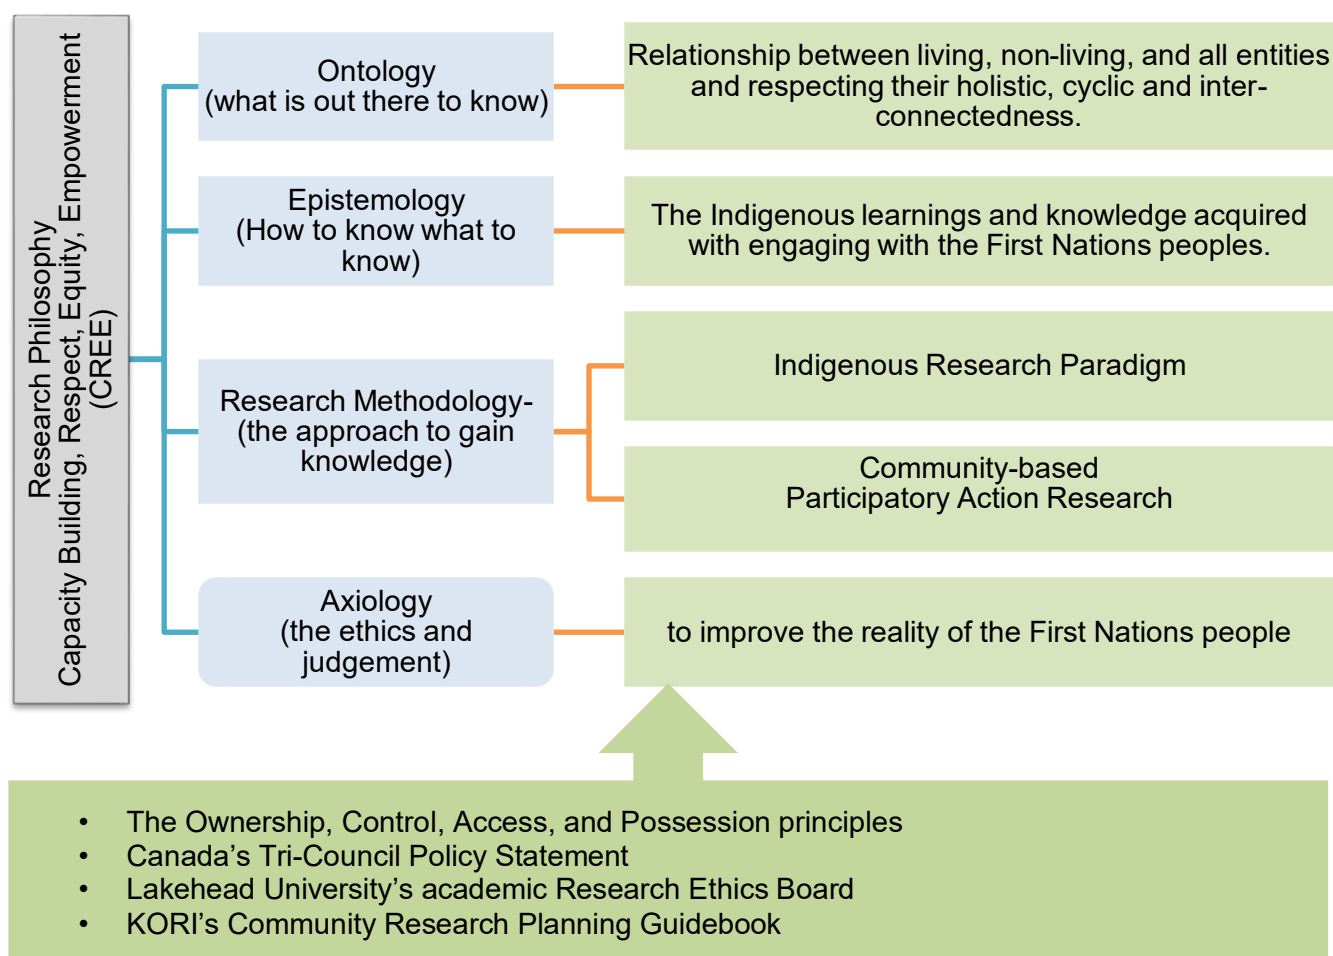 Research Philosophy
Capacity Building, Respect, Equity, Empowerment
(CREE)
Ontology
(what is out there to know)
Relationship between living, non-living, and all entities
and respecting their holistic, cyclic and inter-
connectedness.
Epistemology
(How to know what to
know)
The Indigenous learnings and knowledge acquired
with engaging with the First Nations peoples.
Research Methodology-
(the approach to gain
knowledge)
Indigenous Research Paradigm
Community-based
Participatory Action Research
Axiology
(the ethics and
judgement)
to improve the reality of the First Nations people
• The Ownership, Control, Access, and Possession principles
• Canada’s Tri-Council Policy Statement
• Lakehead University’s academic Research Ethics Board
• KORI’s Community Research Planning Guidebook